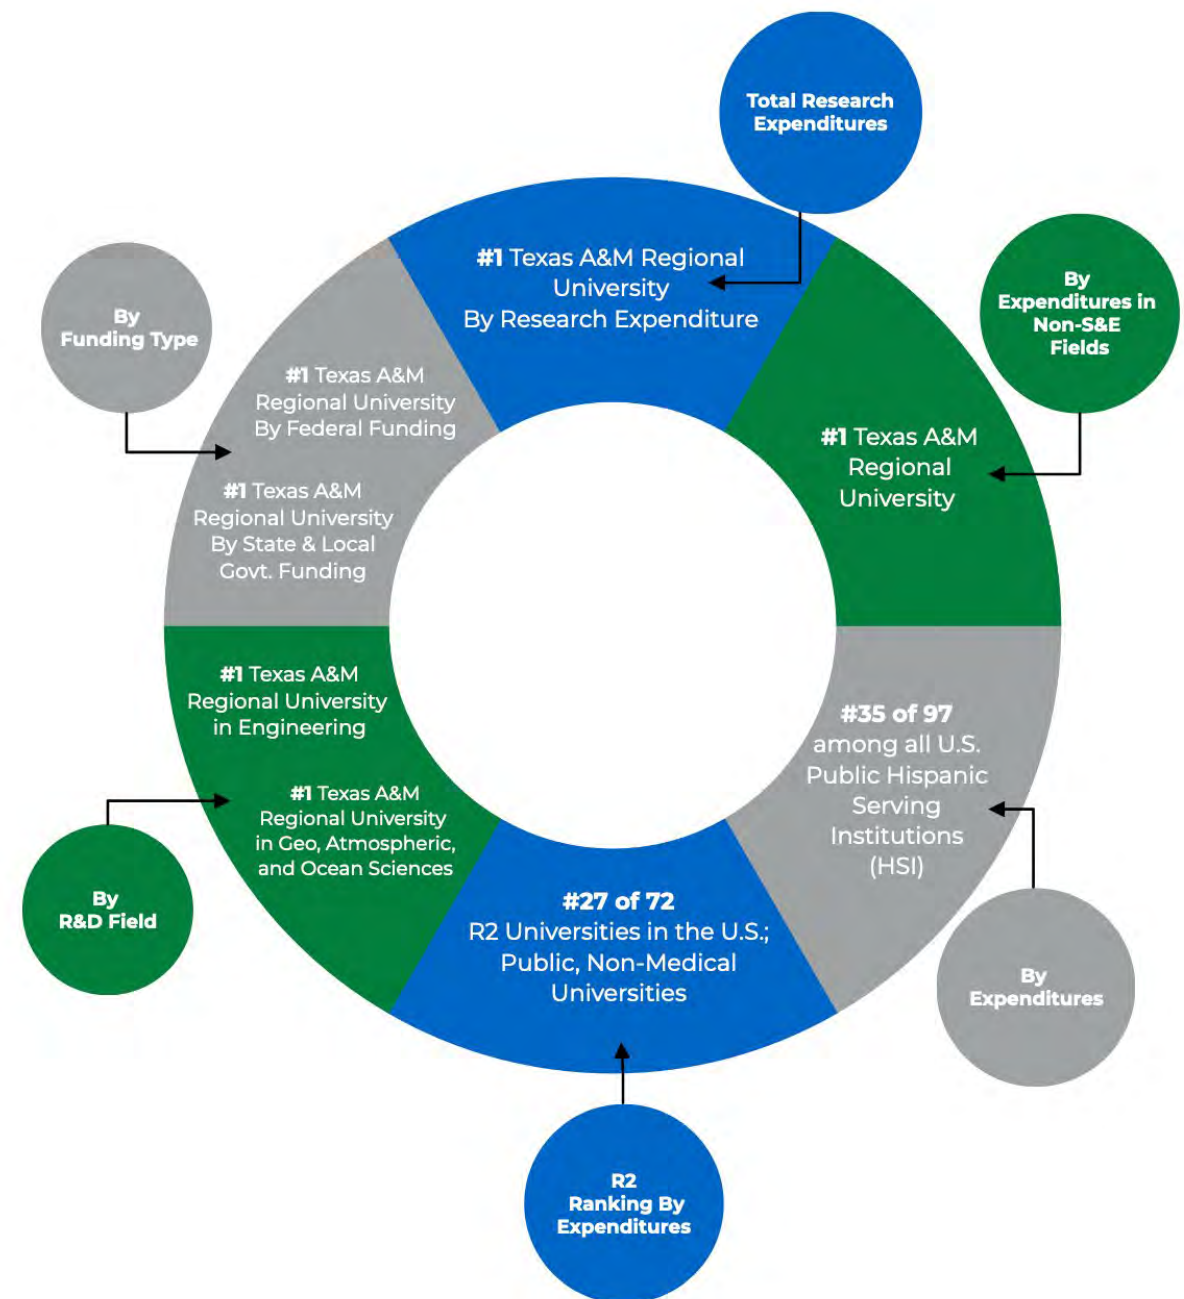 Total Research
Expenditures
#1 Texas A&M Regional
University
By Research Expenditure
By
Expenditures in
Non-S&E
Fields
#1 Texas A&M
Regional
University
#35 of 97
among all U.S.
Public Hispanic
Serving
Institutions
(HSI)
By
Expenditures
#27 of 72
R2 Universities in the U.S.;
Public, Non-Medical
Universities
R2
Ranking By
Expenditures
#1 Texas A&M
Regional University
in Engineering
#1 Texas A&M
Regional University
in Geo, Atmospheric,
and Ocean Sciences
By
R&D Field
By
Funding Type
#1 Texas A&M
Regional University
By Federal Funding
#1 Texas A&M
Regional University
By State & Local
Govt. Funding